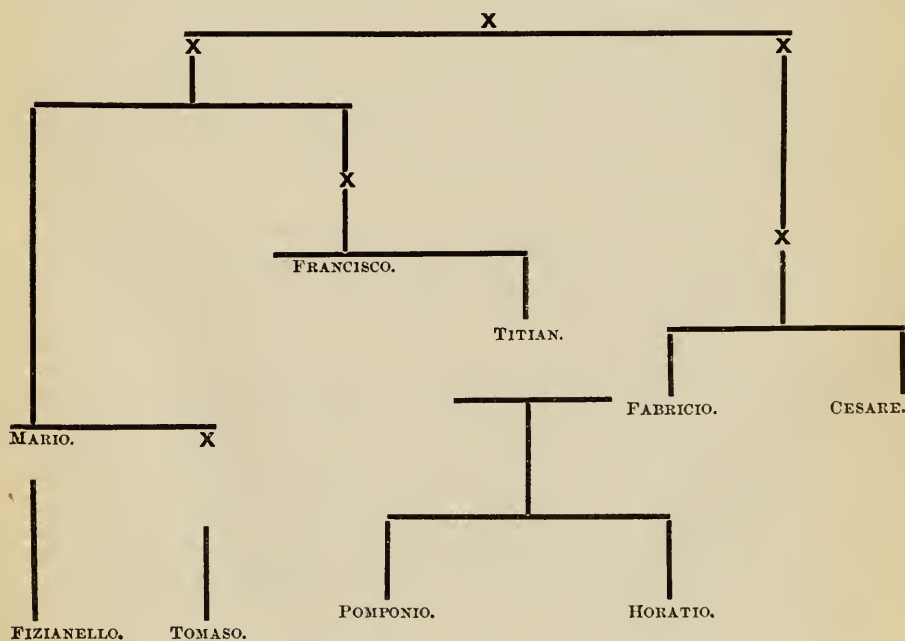 X
X X
X
X
FRANCISCO.
TITIAN.
FABRICIO. CESARE.
MARIO. X
POMPONIO. HORATIO.
FIZIANELLO. TOMASO.